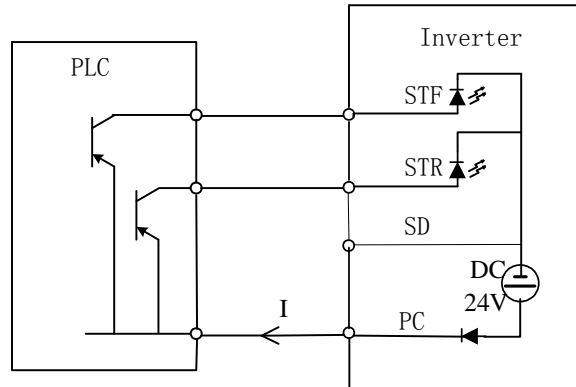 Inverter
PLC
STF
STR
SD
DC
24V
I
PC